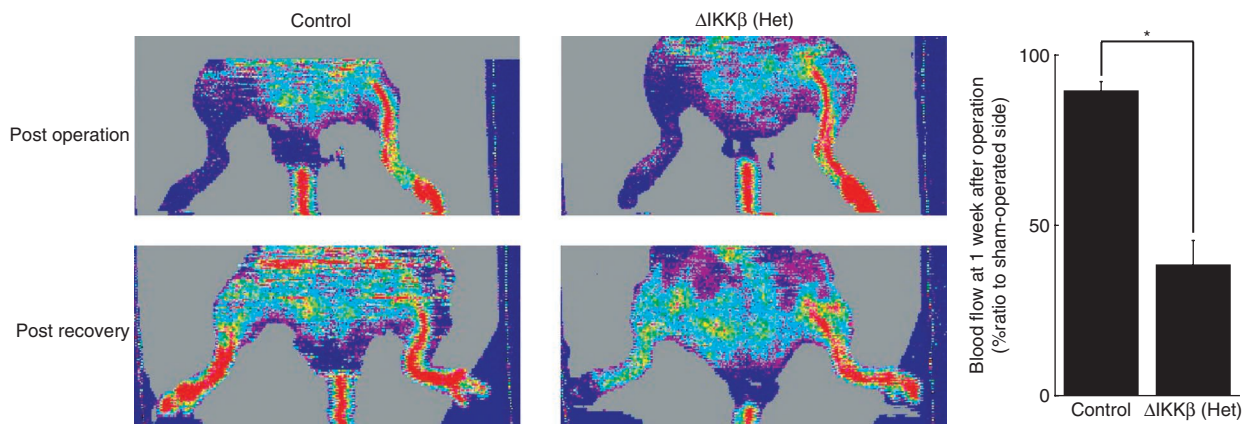 Control
ΔIKKβ (Het)
Post operation
Post recovery
Blood flow at 1 week after operation
(%ratio to sham-operated side)
*
100
50
0
Control
ΔIKKβ (Het)